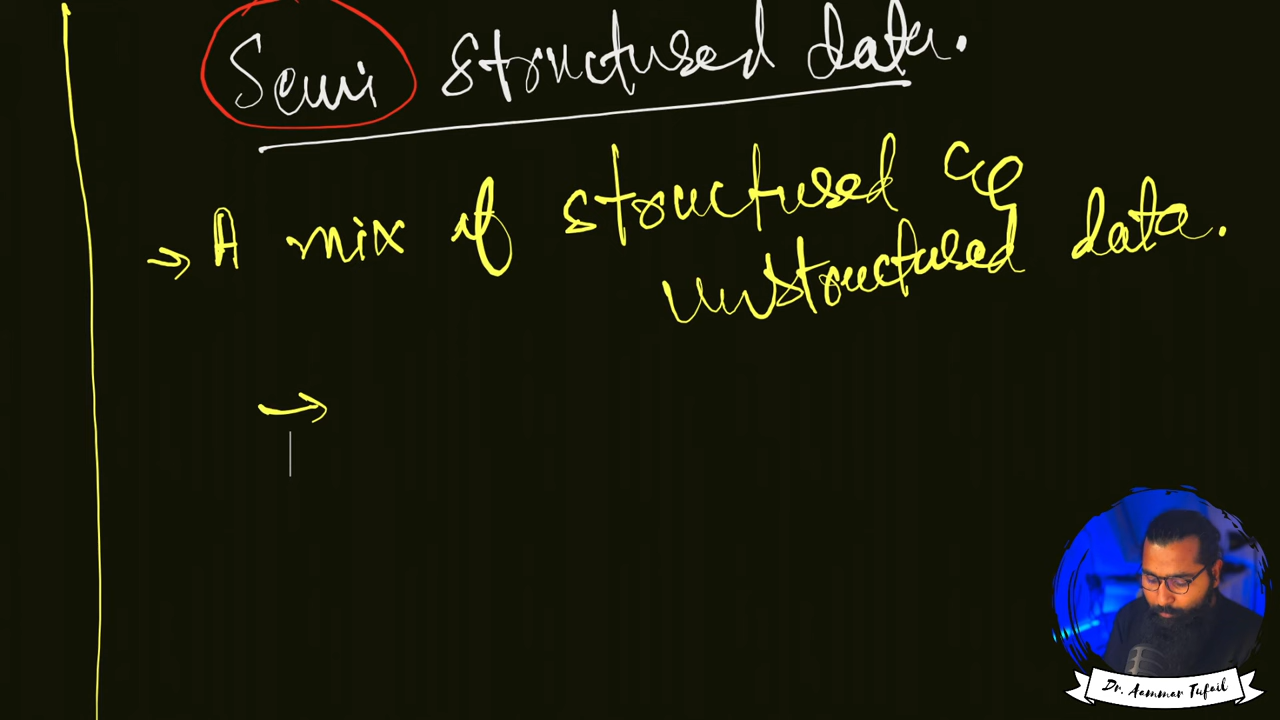 Semi structured data.
→ A mix of structured &
unstructured data.
→
Dr. Aammar Tufail